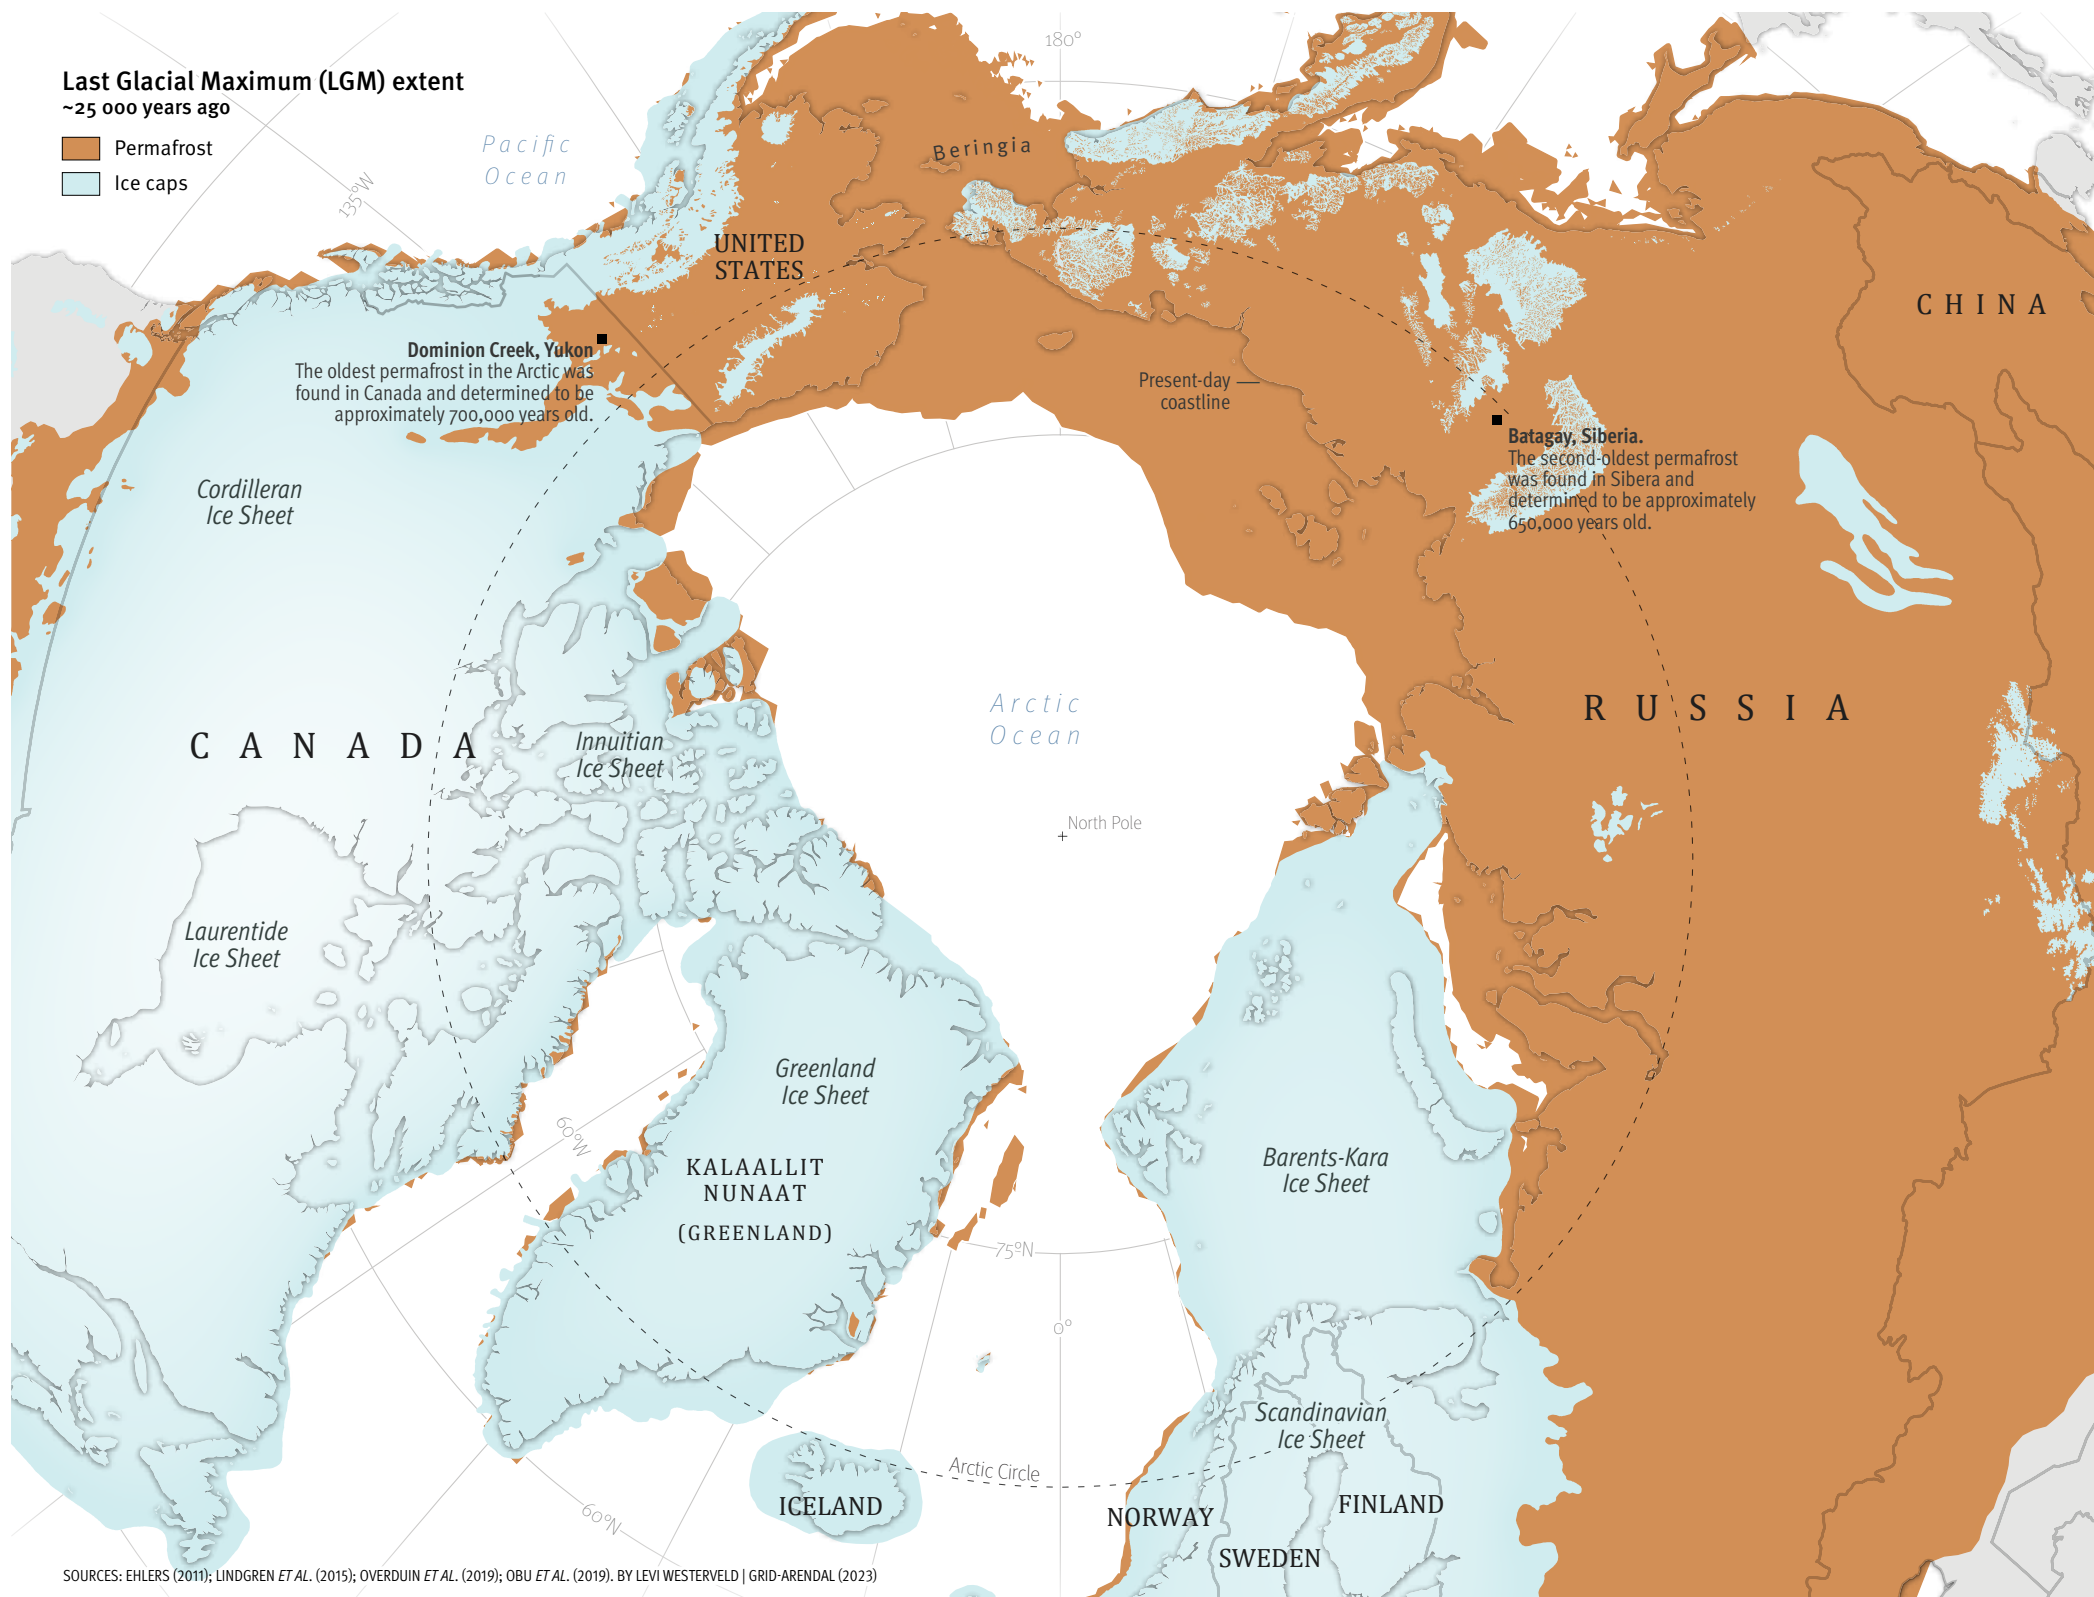 Last Glacial Maximum (LGM) extent
~25 000 years ago
Permafrost
Ice caps
Pacific
Ocean
135ºW
180º
Beringia
UNITED
STATES
CHINA
Dominion Creek, Yukon
The oldest permafrost in the Arctic was
found in Canada and determined to be
approximately 700,000 years old.
Present-day
coastline
Batagay, Siberia.
The second-oldest permafrost
was found in Sibera and
determined to be approximately
650,000 years old.
Cordilleran
Ice Sheet
Arctic
Ocean
RUSSIA
CANADA
Innuitian
Ice Sheet
North Pole
Laurentide
Ice Sheet
Greenland
Ice Sheet
60ºW
KALAALLIT
NUNAAT
(GREENLAND)
Barents-Kara
Ice Sheet
75ºN
0º
Scandinavian
Ice Sheet
Arctic Circle
ICELAND
NORWAY
FINLAND
SWEDEN
60ºN
SOURCES: EHLERS (2011); LINDGREN ET AL. (2015); OVERDUIN ET AL. (2019); OBU ET AL. (2019). BY LEVI WESTERVELD | GRID-ARENDAL (2023)